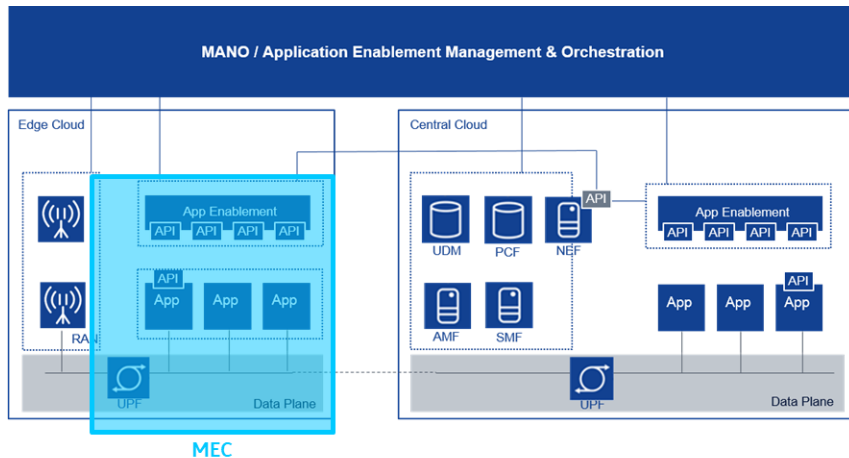 MANO / Application Enablement Management & Orchestration
Edge Cloud
App Enablement
API API API API
API
App App App
RAN
UPF
Data Plane
MEC
Central Cloud
API
UDM PCF NEF
AMF SMF
App Enablement
API API API API
API
App App App
UPF
Data Plane